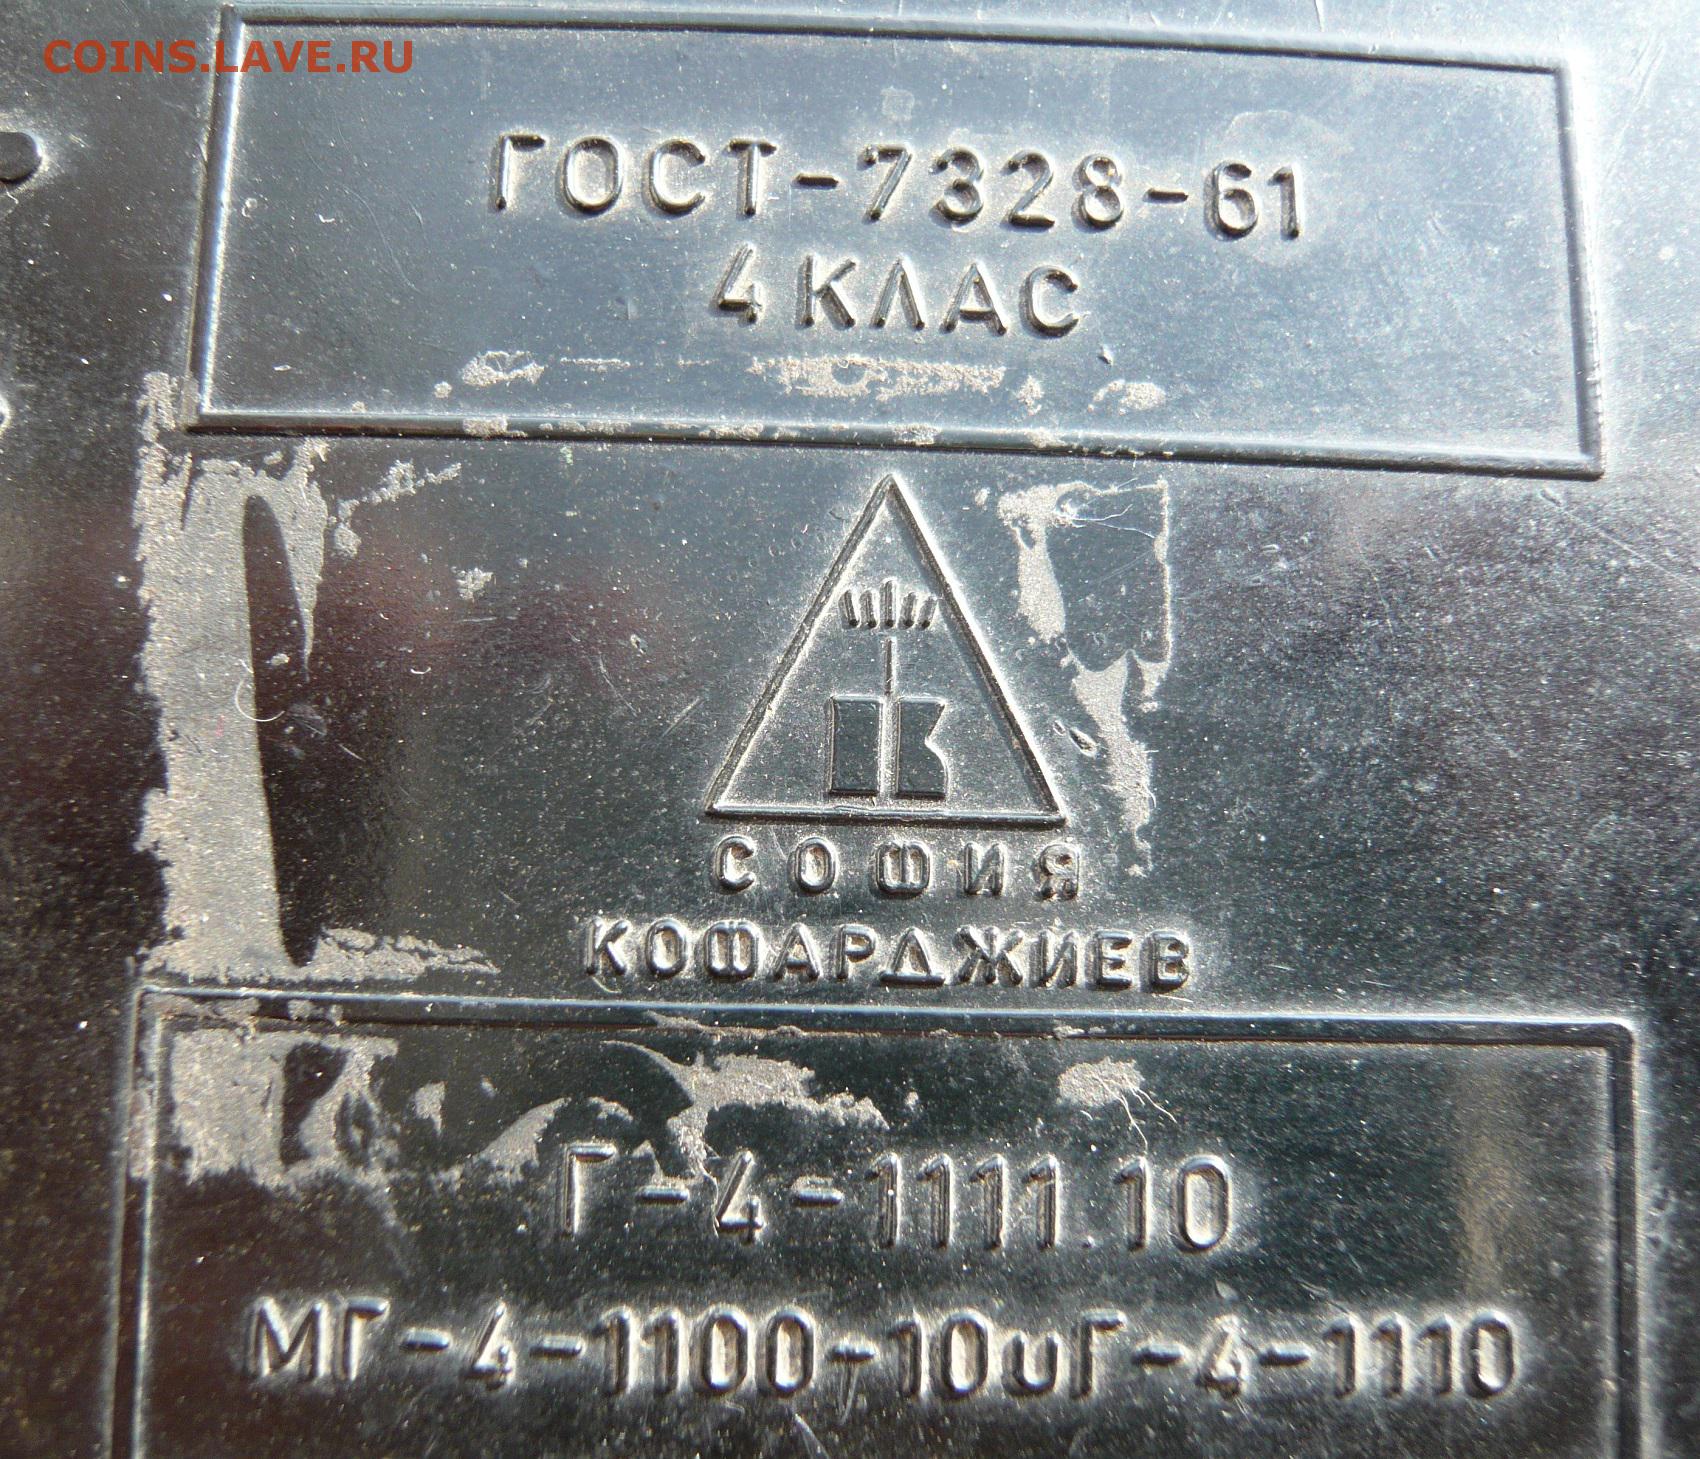 COINS.LAVE.RU
ГОСТ-7328-61
4 КЛАС
СОФИЯ
КОФАРДЖИЕВ
Г-4-1111.10
МГ-4-1100-10иГ-4-1110